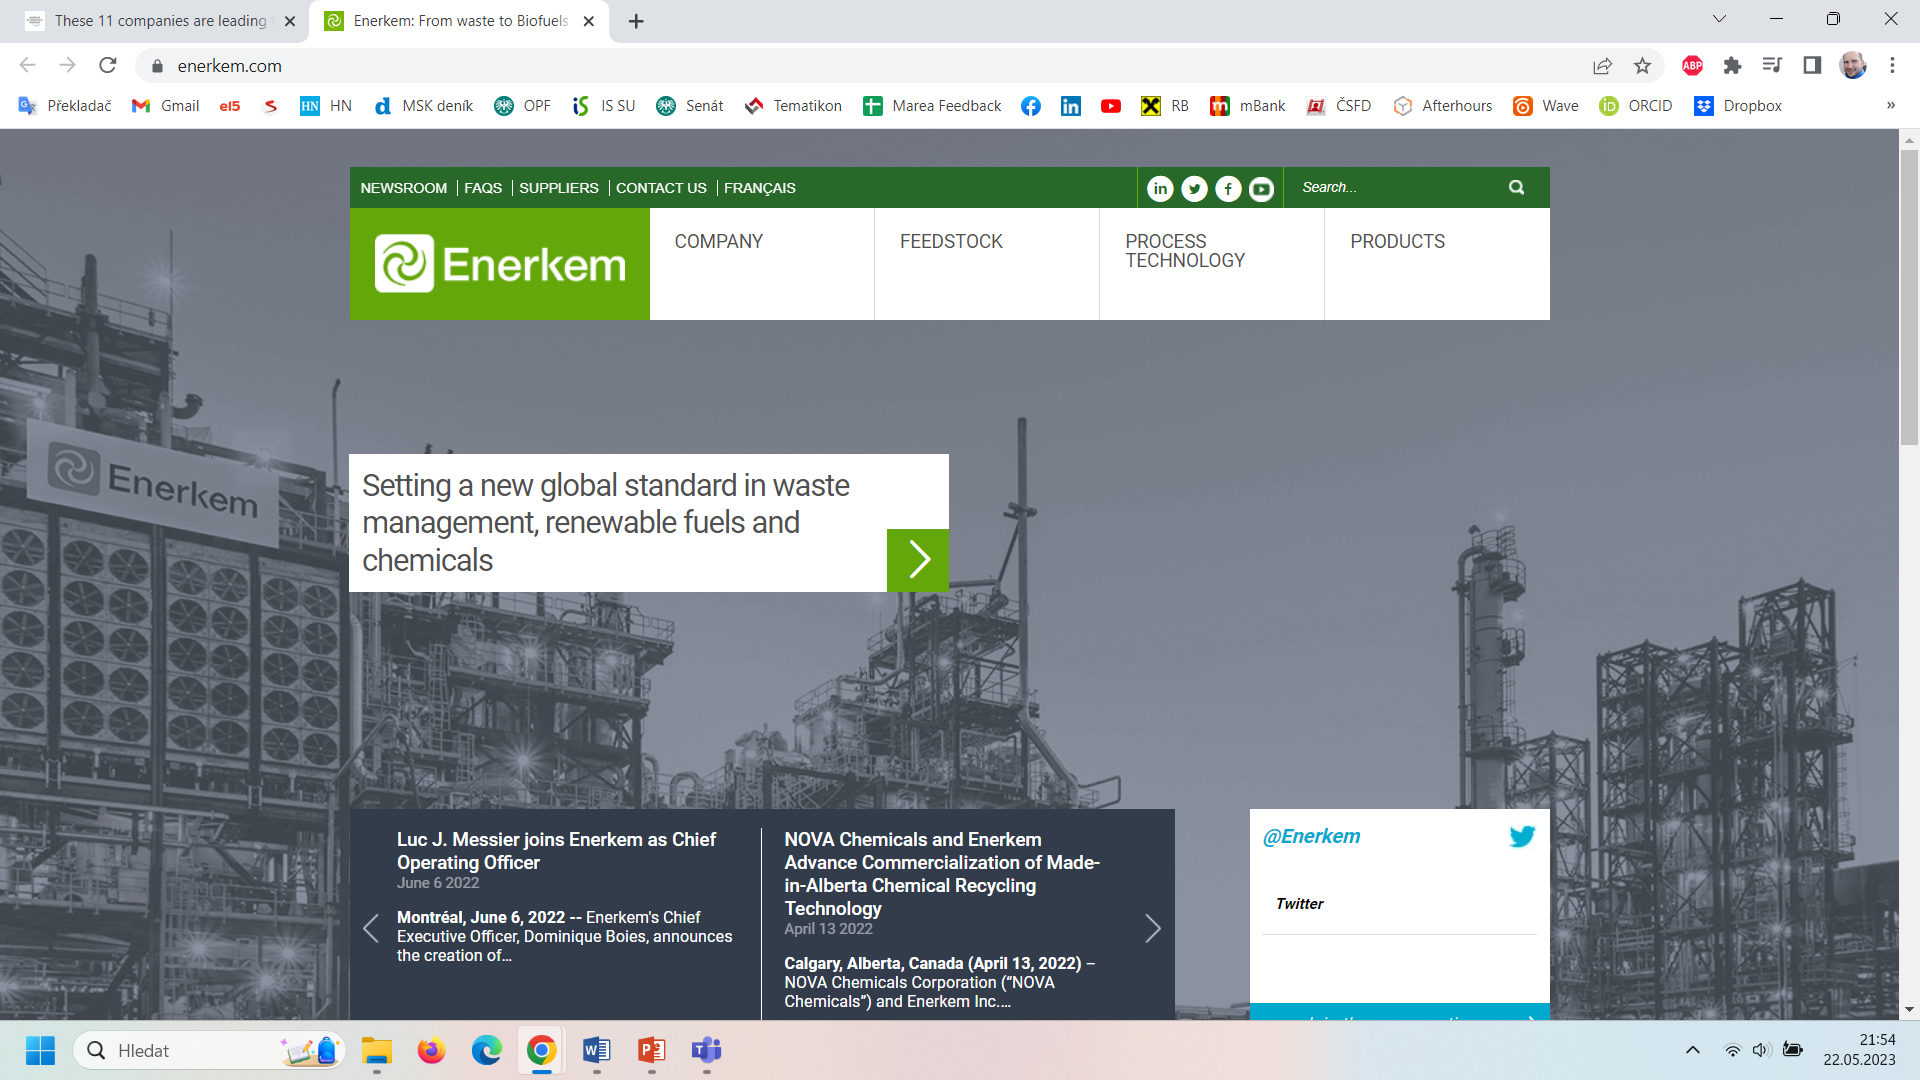 These 11 companies are leading
Enerkem: From waste to Biofuels
enerkem.com
ABP
Překladač
Gmail
el5
HN HN
d MSK deník
OPF
IS SU
Senát
Tematikon
Marea Feedback
RB
mBank
ČSFD
Afterhours
Wave
iD ORCID
Dropbox
»
NEWSROOM | FAQS | SUPPLIERS | CONTACT US | FRANÇAIS
in
f
Search...
Enerkem
COMPANY
FEEDSTOCK
PROCESS
TECHNOLOGY
PRODUCTS
Enerkem
Setting a new global standard in waste
management, renewable fuels and
chemicals
Luc J. Messier joins Enerkem as Chief
Operating Officer
June 6 2022
Montréal, June 6, 2022 -- Enerkem's Chief
Executive Officer, Dominique Boies, announces
the creation of...
NOVA Chemicals and Enerkem
Advance Commercialization of Made-
in-Alberta Chemical Recycling
Technology
April 13 2022
Calgary, Alberta, Canada (April 13, 2022) –
NOVA Chemicals Corporation (“NOVA
Chemicals”) and Enerkem Inc....
@Enerkem
Twitter
Hledat
21:54
22.05.2023